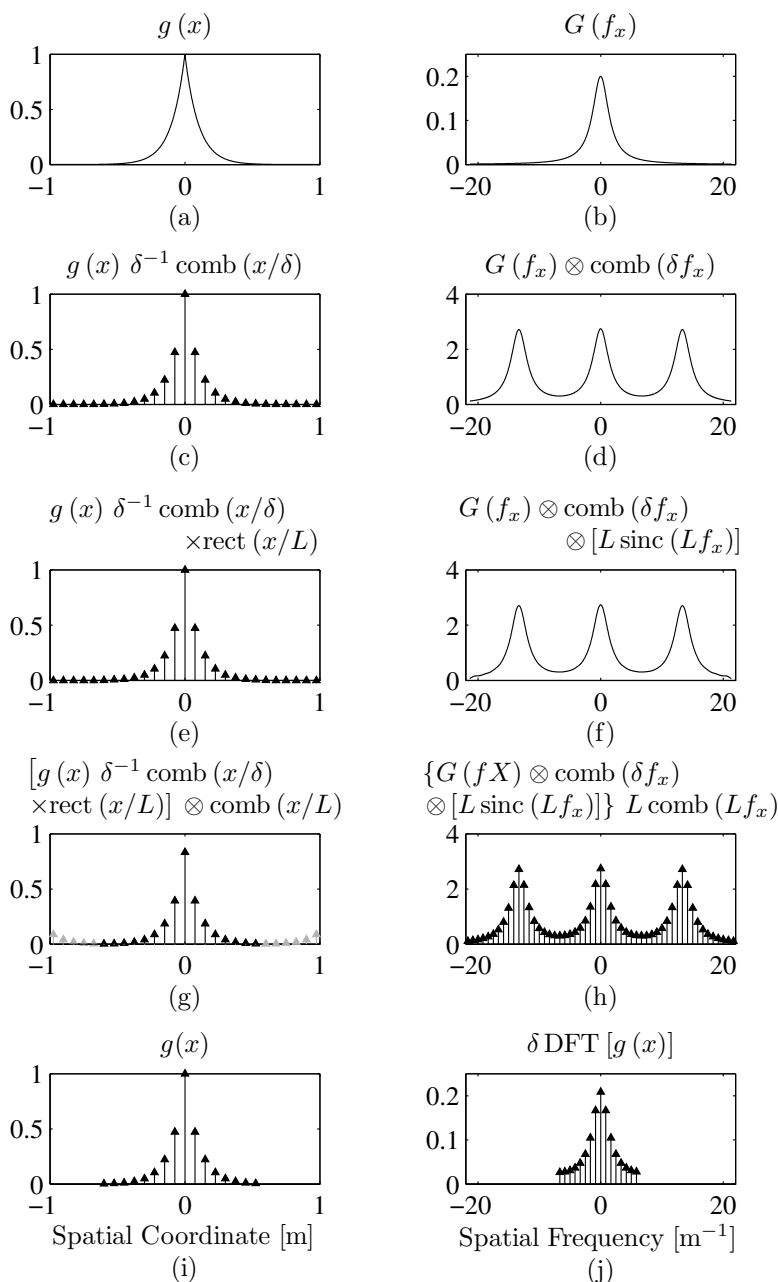 g (x)
G (f_x)
1
0.5
0
−1 0 1
(a)
0.2
0.1
0
−20 0 20
(b)
g (x) δ⁻¹ comb (x/δ)
G (f_x) ⊗ comb (δf_x)
1
0.5
0
−1 0 1
(c)
4
2
0
−20 0 20
(d)
g (x) δ⁻¹ comb (x/δ)
×rect (x/L)
G (f_x) ⊗ comb (δf_x)
⊗ [L sinc (Lf_x)]
1
0.5
0
−1 0 1
(e)
4
2
0
−20 0 20
(f)
[g (x) δ⁻¹ comb (x/δ)
×rect (x/L)] ⊗ comb (x/L)
{G (fX) ⊗ comb (δf_x)
⊗ [L sinc (Lf_x)]} L comb (Lf_x)
1
0.5
0
−1 0 1
(g)
4
2
0
−20 0 20
(h)
g(x)
δ DFT [g (x)]
1
0.5
0
−1 0 1
Spatial Coordinate [m]
(i)
0.2
0.1
0
−20 0 20
Spatial Frequency [m⁻¹]
(j)